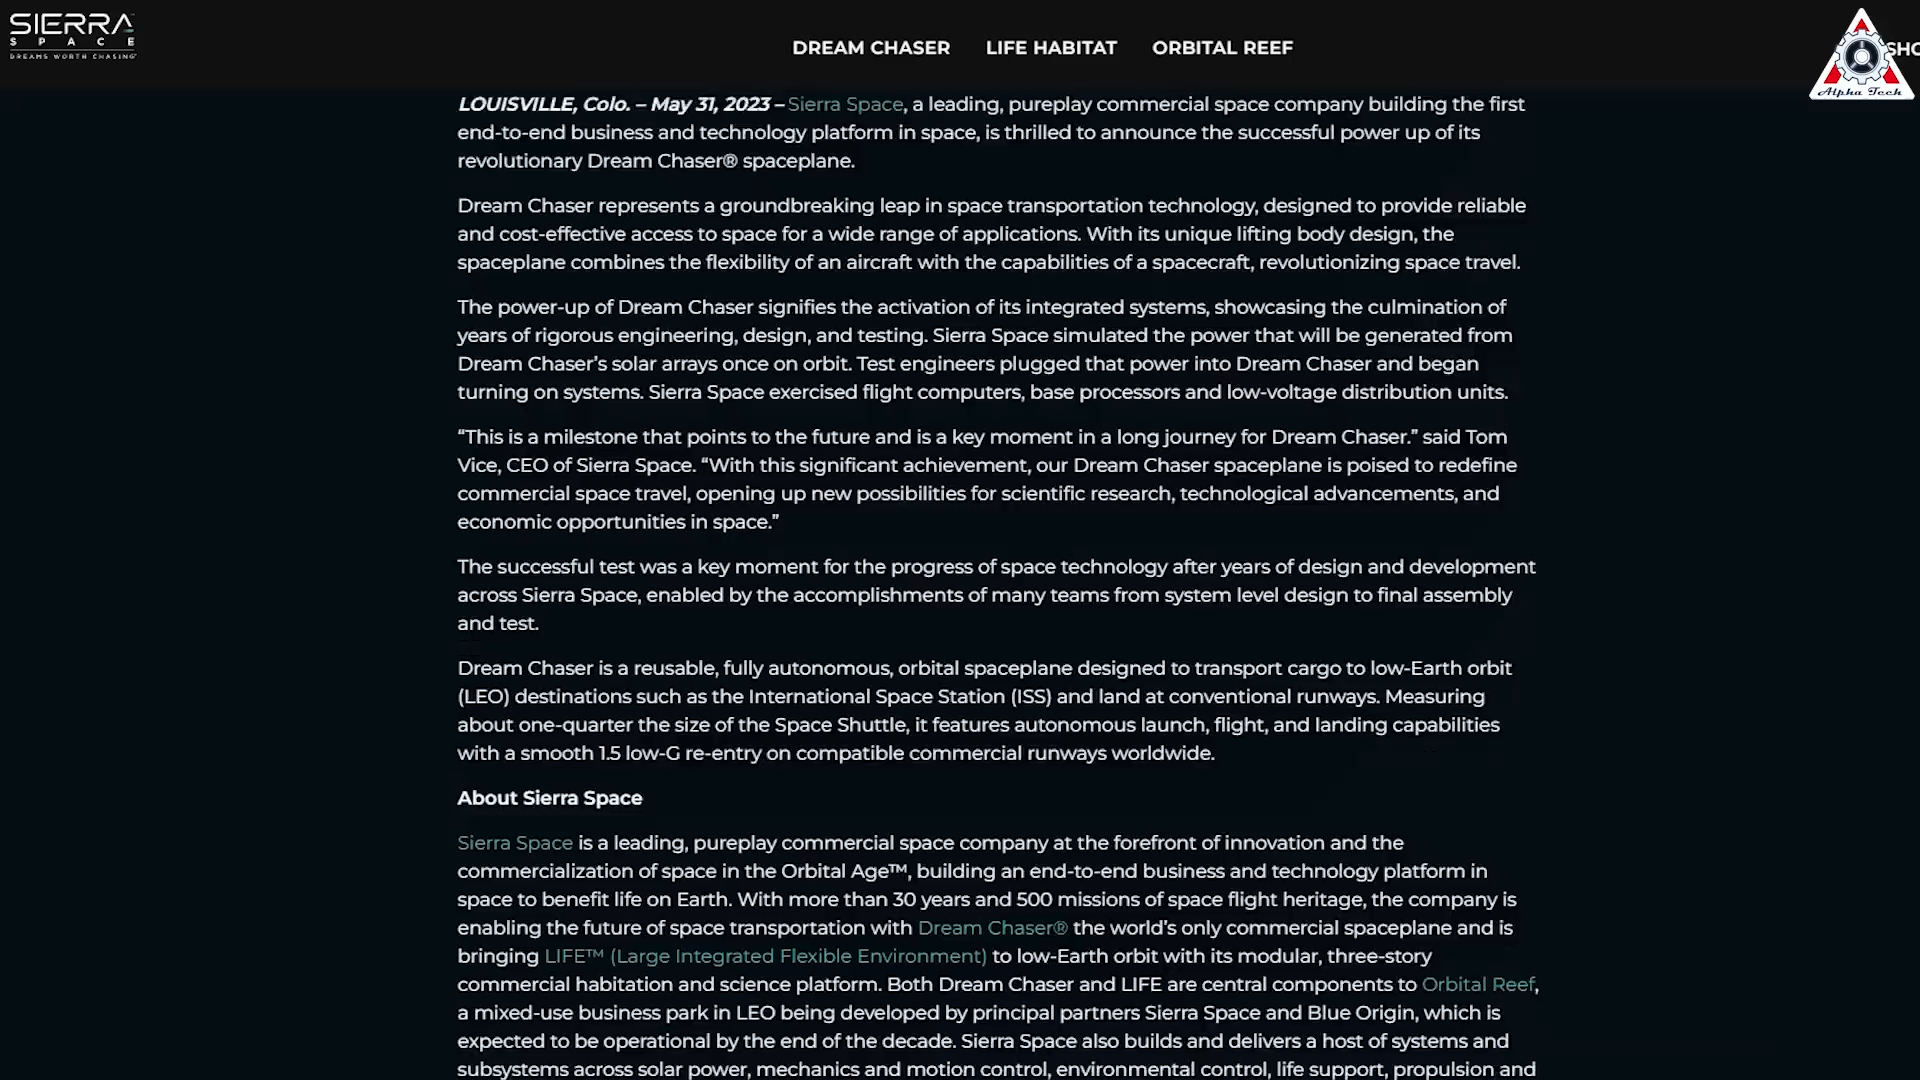 SIERRA
SPACE
DREAMS WORTH CHASING
DREAM CHASER
LIFE HABITAT
ORBITAL REEF
SHO
Alpha Tech
LOUISVILLE, Colo. – May 31, 2023 – Sierra Space, a leading, pureplay commercial space company building the first
end-to-end business and technology platform in space, is thrilled to announce the successful power up of its
revolutionary Dream Chaser® spaceplane.
Dream Chaser represents a groundbreaking leap in space transportation technology, designed to provide reliable
and cost-effective access to space for a wide range of applications. With its unique lifting body design, the
spaceplane combines the flexibility of an aircraft with the capabilities of a spacecraft, revolutionizing space travel.
The power-up of Dream Chaser signifies the activation of its integrated systems, showcasing the culmination of
years of rigorous engineering, design, and testing. Sierra Space simulated the power that will be generated from
Dream Chaser’s solar arrays once on orbit. Test engineers plugged that power into Dream Chaser and began
turning on systems. Sierra Space exercised flight computers, base processors and low-voltage distribution units.
“This is a milestone that points to the future and is a key moment in a long journey for Dream Chaser.” said Tom
Vice, CEO of Sierra Space. “With this significant achievement, our Dream Chaser spaceplane is poised to redefine
commercial space travel, opening up new possibilities for scientific research, technological advancements, and
economic opportunities in space.”
The successful test was a key moment for the progress of space technology after years of design and development
across Sierra Space, enabled by the accomplishments of many teams from system level design to final assembly
and test.
Dream Chaser is a reusable, fully autonomous, orbital spaceplane designed to transport cargo to low-Earth orbit
(LEO) destinations such as the International Space Station (ISS) and land at conventional runways. Measuring
about one-quarter the size of the Space Shuttle, it features autonomous launch, flight, and landing capabilities
with a smooth 1.5 low-G re-entry on compatible commercial runways worldwide.
About Sierra Space
Sierra Space is a leading, pureplay commercial space company at the forefront of innovation and the
commercialization of space in the Orbital Age™, building an end-to-end business and technology platform in
space to benefit life on Earth. With more than 30 years and 500 missions of space flight heritage, the company is
enabling the future of space transportation with Dream Chaser® the world’s only commercial spaceplane and is
bringing LIFE™ (Large Integrated Flexible Environment) to low-Earth orbit with its modular, three-story
commercial habitation and science platform. Both Dream Chaser and LIFE are central components to Orbital Reef,
a mixed-use business park in LEO being developed by principal partners Sierra Space and Blue Origin, which is
expected to be operational by the end of the decade. Sierra Space also builds and delivers a host of systems and
subsystems across solar power, mechanics and motion control, environmental control, life support, propulsion and